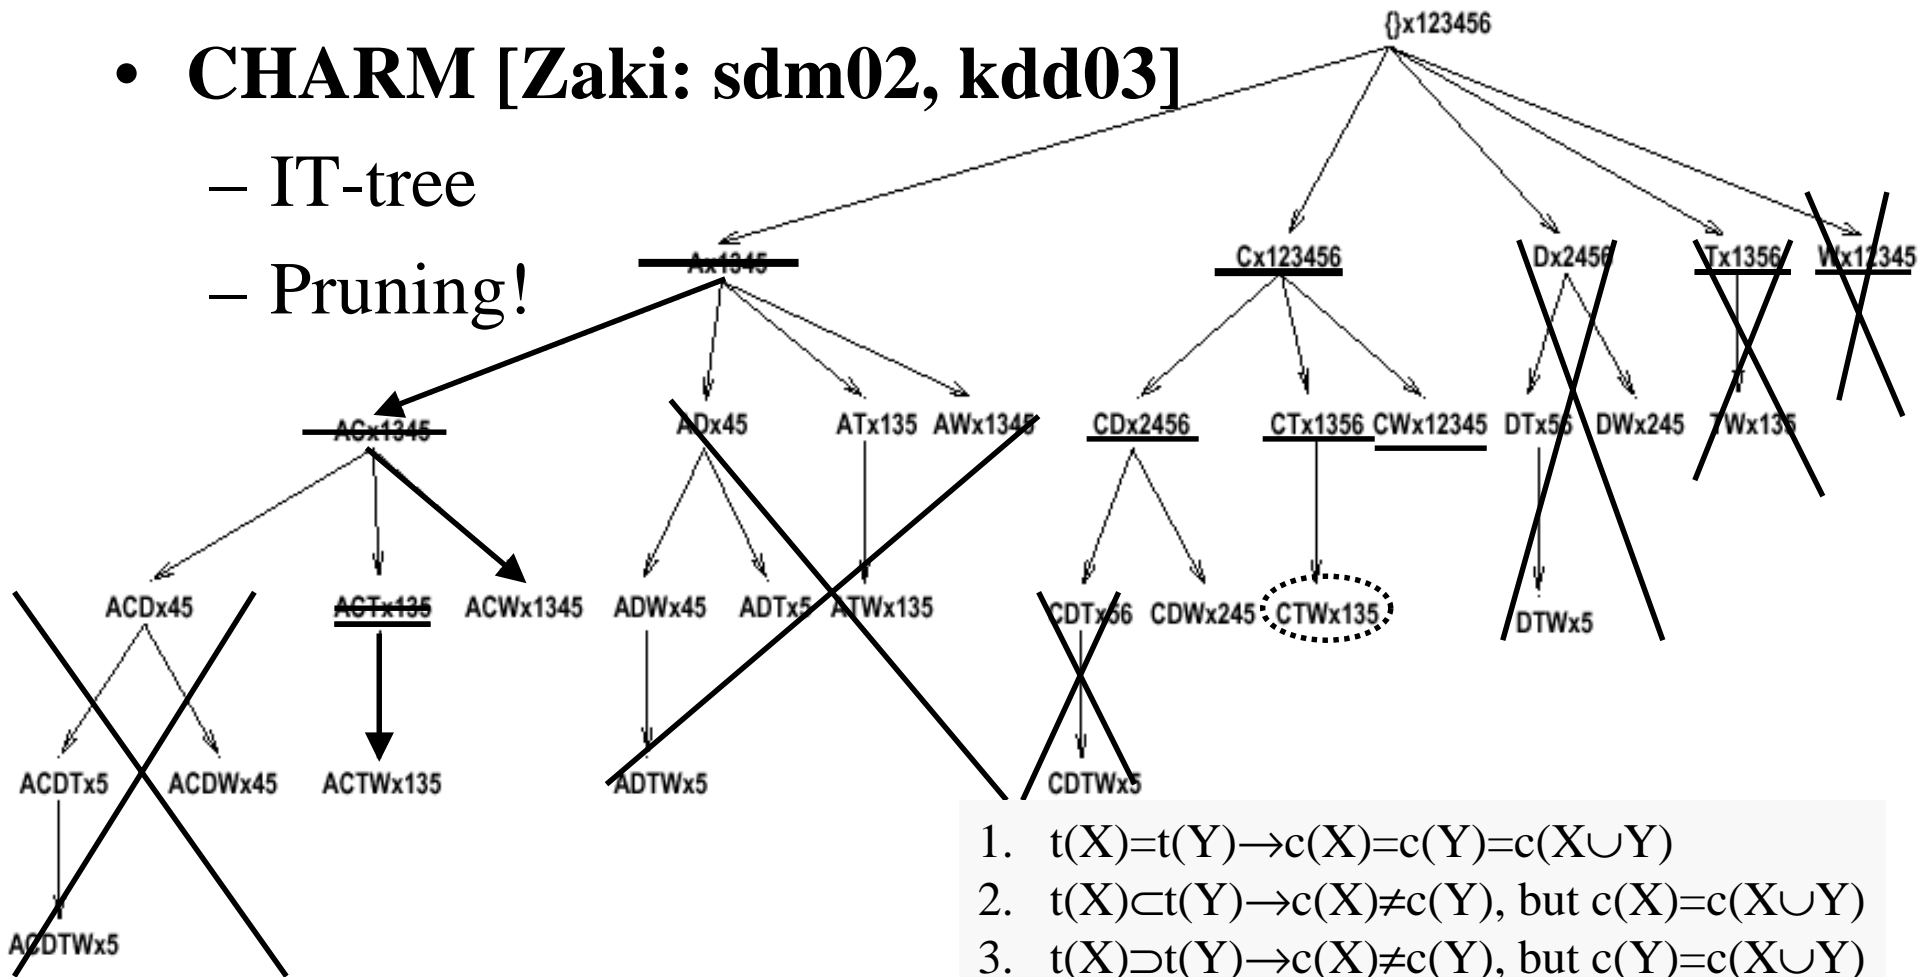 {}x123456
• CHARM [Zaki: sdm02, kdd03]
– IT-tree
– Pruning!
Ax1345 Cx123456 Dx2456 Tx1356 Wx12345
ACx1345 ADx45 ATx135 AWx1345 CDx2456 CTx1356 CWx12345 DTx56 DWx245 TWx135
ACDx45 ACTx135 ACWx1345 ADWx45 ADTx5 ATWx135 CDTx56 CDWx245 CTWx135 DTWx5
ACDTx5 ACDWx45 ACTWx135 ADTWx5 CDTWx5
ACDTWx5
1. t(X)=t(Y)→c(X)=c(Y)=c(X∪Y)
2. t(X)⊂t(Y)→c(X)≠c(Y), but c(X)=c(X∪Y)
3. t(X)⊃t(Y)→c(X)≠c(Y), but c(Y)=c(X∪Y)